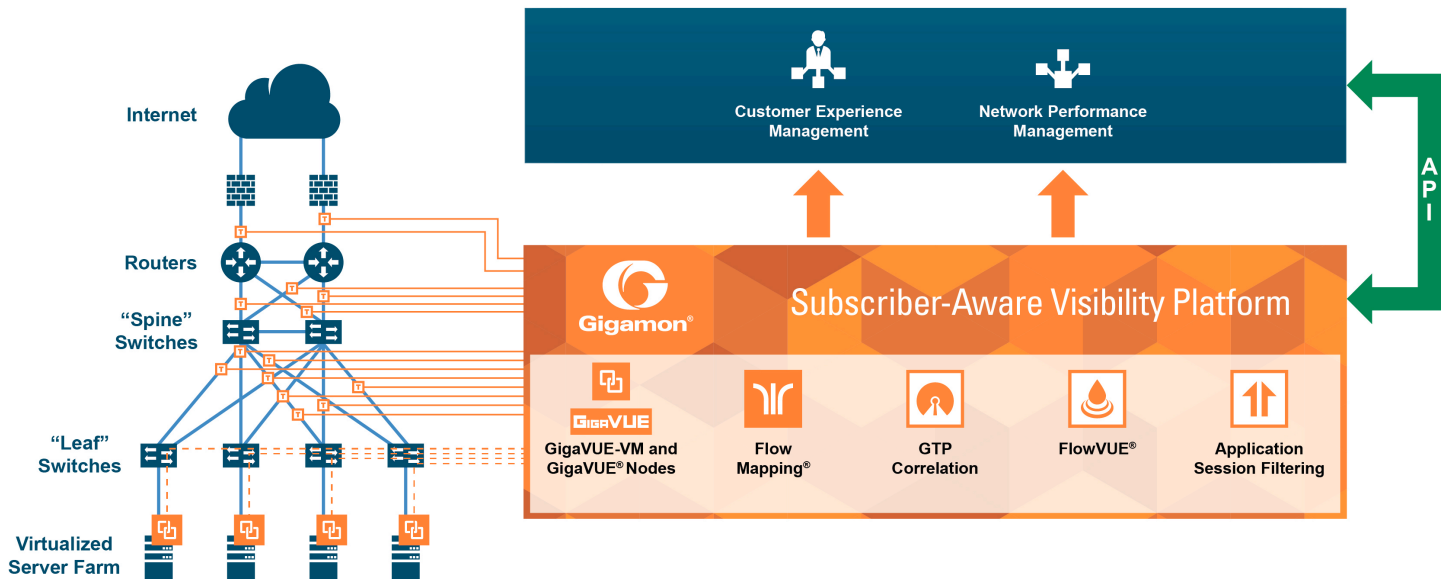 Internet
Routers
“Spine”
Switches
“Leaf”
Switches
Virtualized
Server Farm
T
T
T
T
T
T
T
T
T
T
T
T
T
T
Customer Experience
Management
Network Performance
Management
API
Gigamon®
Subscriber-Aware Visibility Platform
GIGAVUE
GigaVUE-VM and
GigaVUE® Nodes
Flow
Mapping®
GTP
Correlation
FlowVUE®
Application
Session Filtering